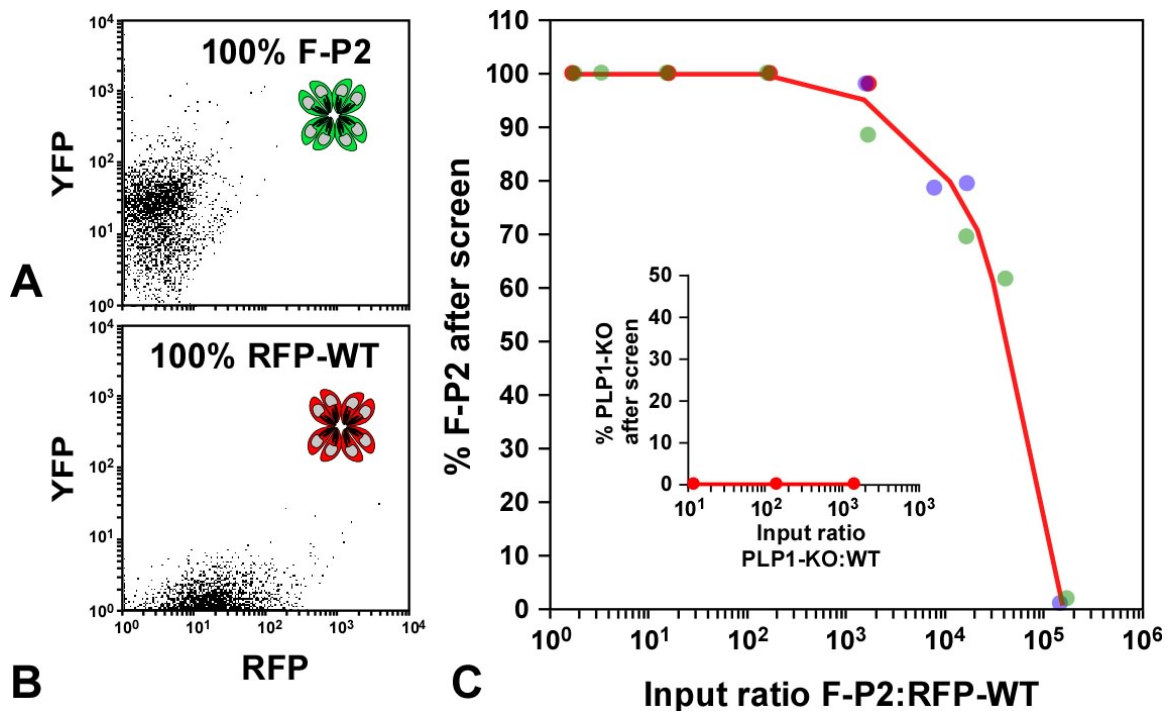 A
100% F-P2
YFP
10⁴
10³
10²
10¹
10⁰
B
100% RFP-WT
YFP
10⁴
10³
10²
10¹
10⁰
10⁰ 10¹ 10² 10³ 10⁴
RFP
C
% F-P2 after screen
110
100
90
80
70
60
50
40
30
20
10
0
10⁰ 10¹ 10² 10³ 10⁴ 10⁵ 10⁶
Input ratio F-P2:RFP-WT
% PLP1-KO
after screen
50
40
30
20
10
0
10¹ 10² 10³ 10³
Input ratio
PLP1-KO:WT